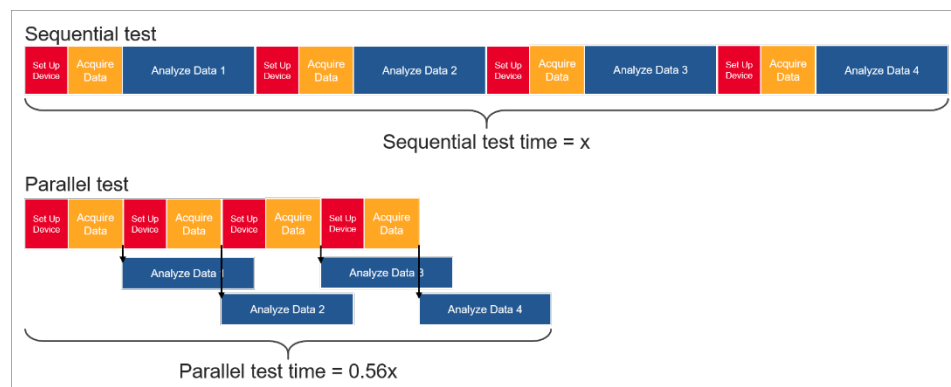 Sequential test
Set Up Device
Acquire Data
Analyze Data 1
Set Up Device
Acquire Data
Analyze Data 2
Set Up Device
Acquire Data
Analyze Data 3
Set Up Device
Acquire Data
Analyze Data 4
Sequential test time = x
Parallel test
Set Up Device
Acquire Data
Set Up Device
Acquire Data
Set Up Device
Acquire Data
Set Up Device
Acquire Data
Analyze Data 1
Analyze Data 3
Analyze Data 2
Analyze Data 4
Parallel test time = 0.56x